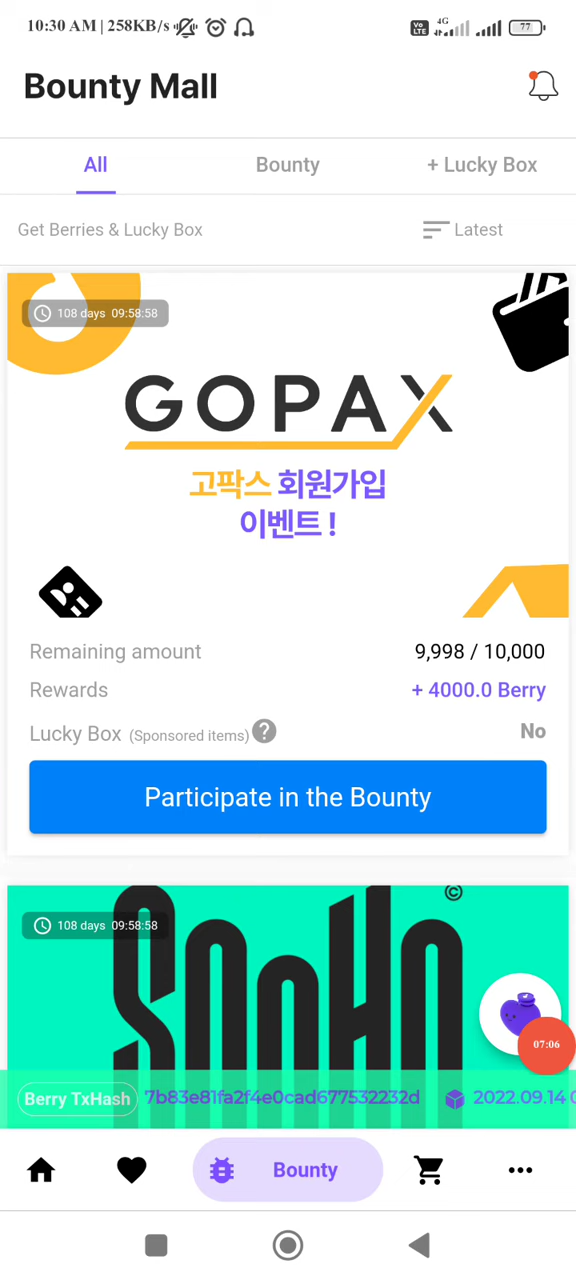 10:30 AM | 258KB/s
Vo LTE 4G 77
Bounty Mall
All Bounty + Lucky Box
Get Berries & Lucky Box Latest
108 days 09:58:58
GOPAX
고팍스 회원가입
이벤트 !
Remaining amount 9,998 / 10,000
Rewards + 4000.0 Berry
Lucky Box (Sponsored items) ? No
Participate in the Bounty
©
108 days 09:58:58
SOOHO
07:06
Berry TxHash 7b83e81fa2f4e0cad677532232d 2022.09.14
Bounty